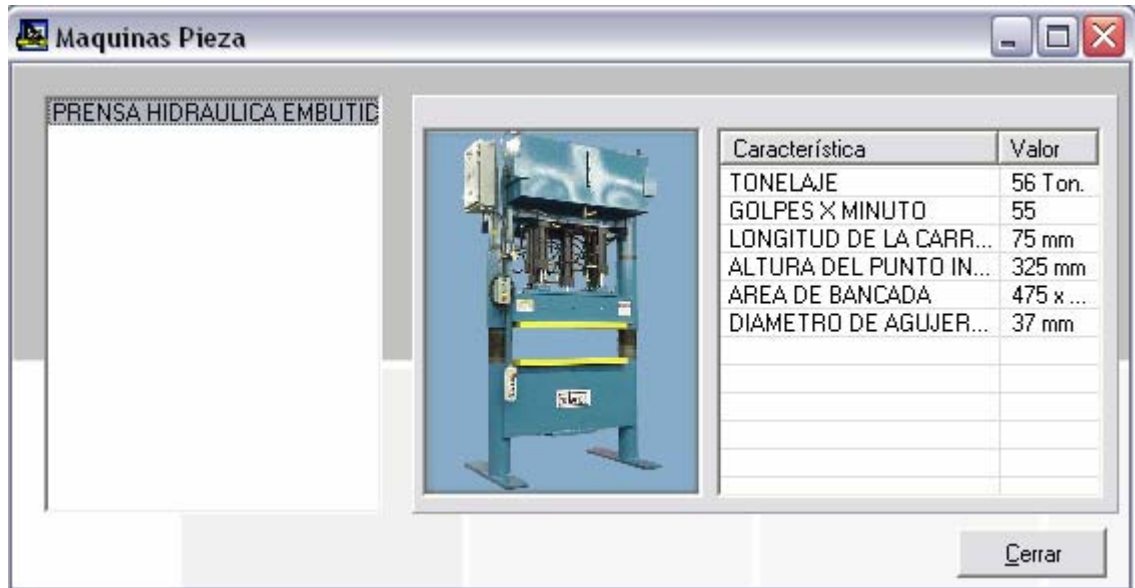 Maquinas Pieza
PRENSA HIDRAULICA EMBUTID
Característica Valor
TONELAJE 56 Ton.
GOLPES X MINUTO 55
LONGITUD DE LA CARR... 75 mm
ALTURA DEL PUNTO IN... 325 mm
AREA DE BANCADA 475 x ...
DIAMETRO DE AGUJER... 37 mm
Cerrar